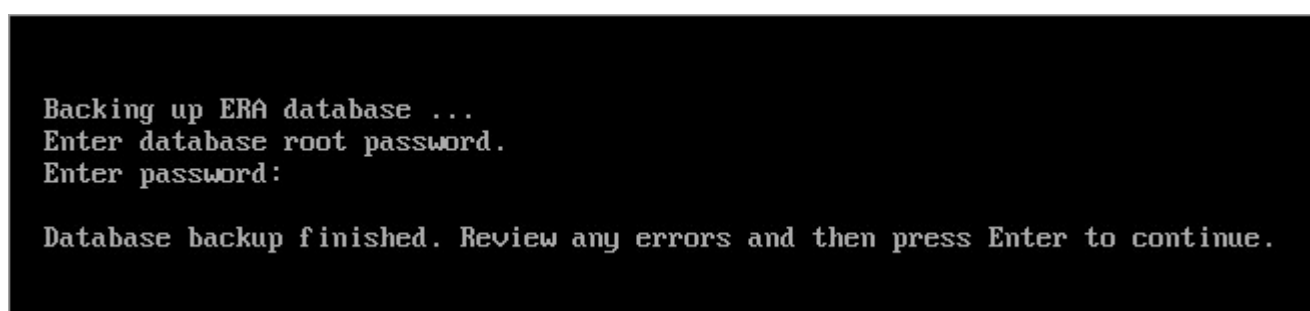 Backing up ERA database ...
Enter database root password.
Enter password:
Database backup finished. Review any errors and then press Enter to continue.